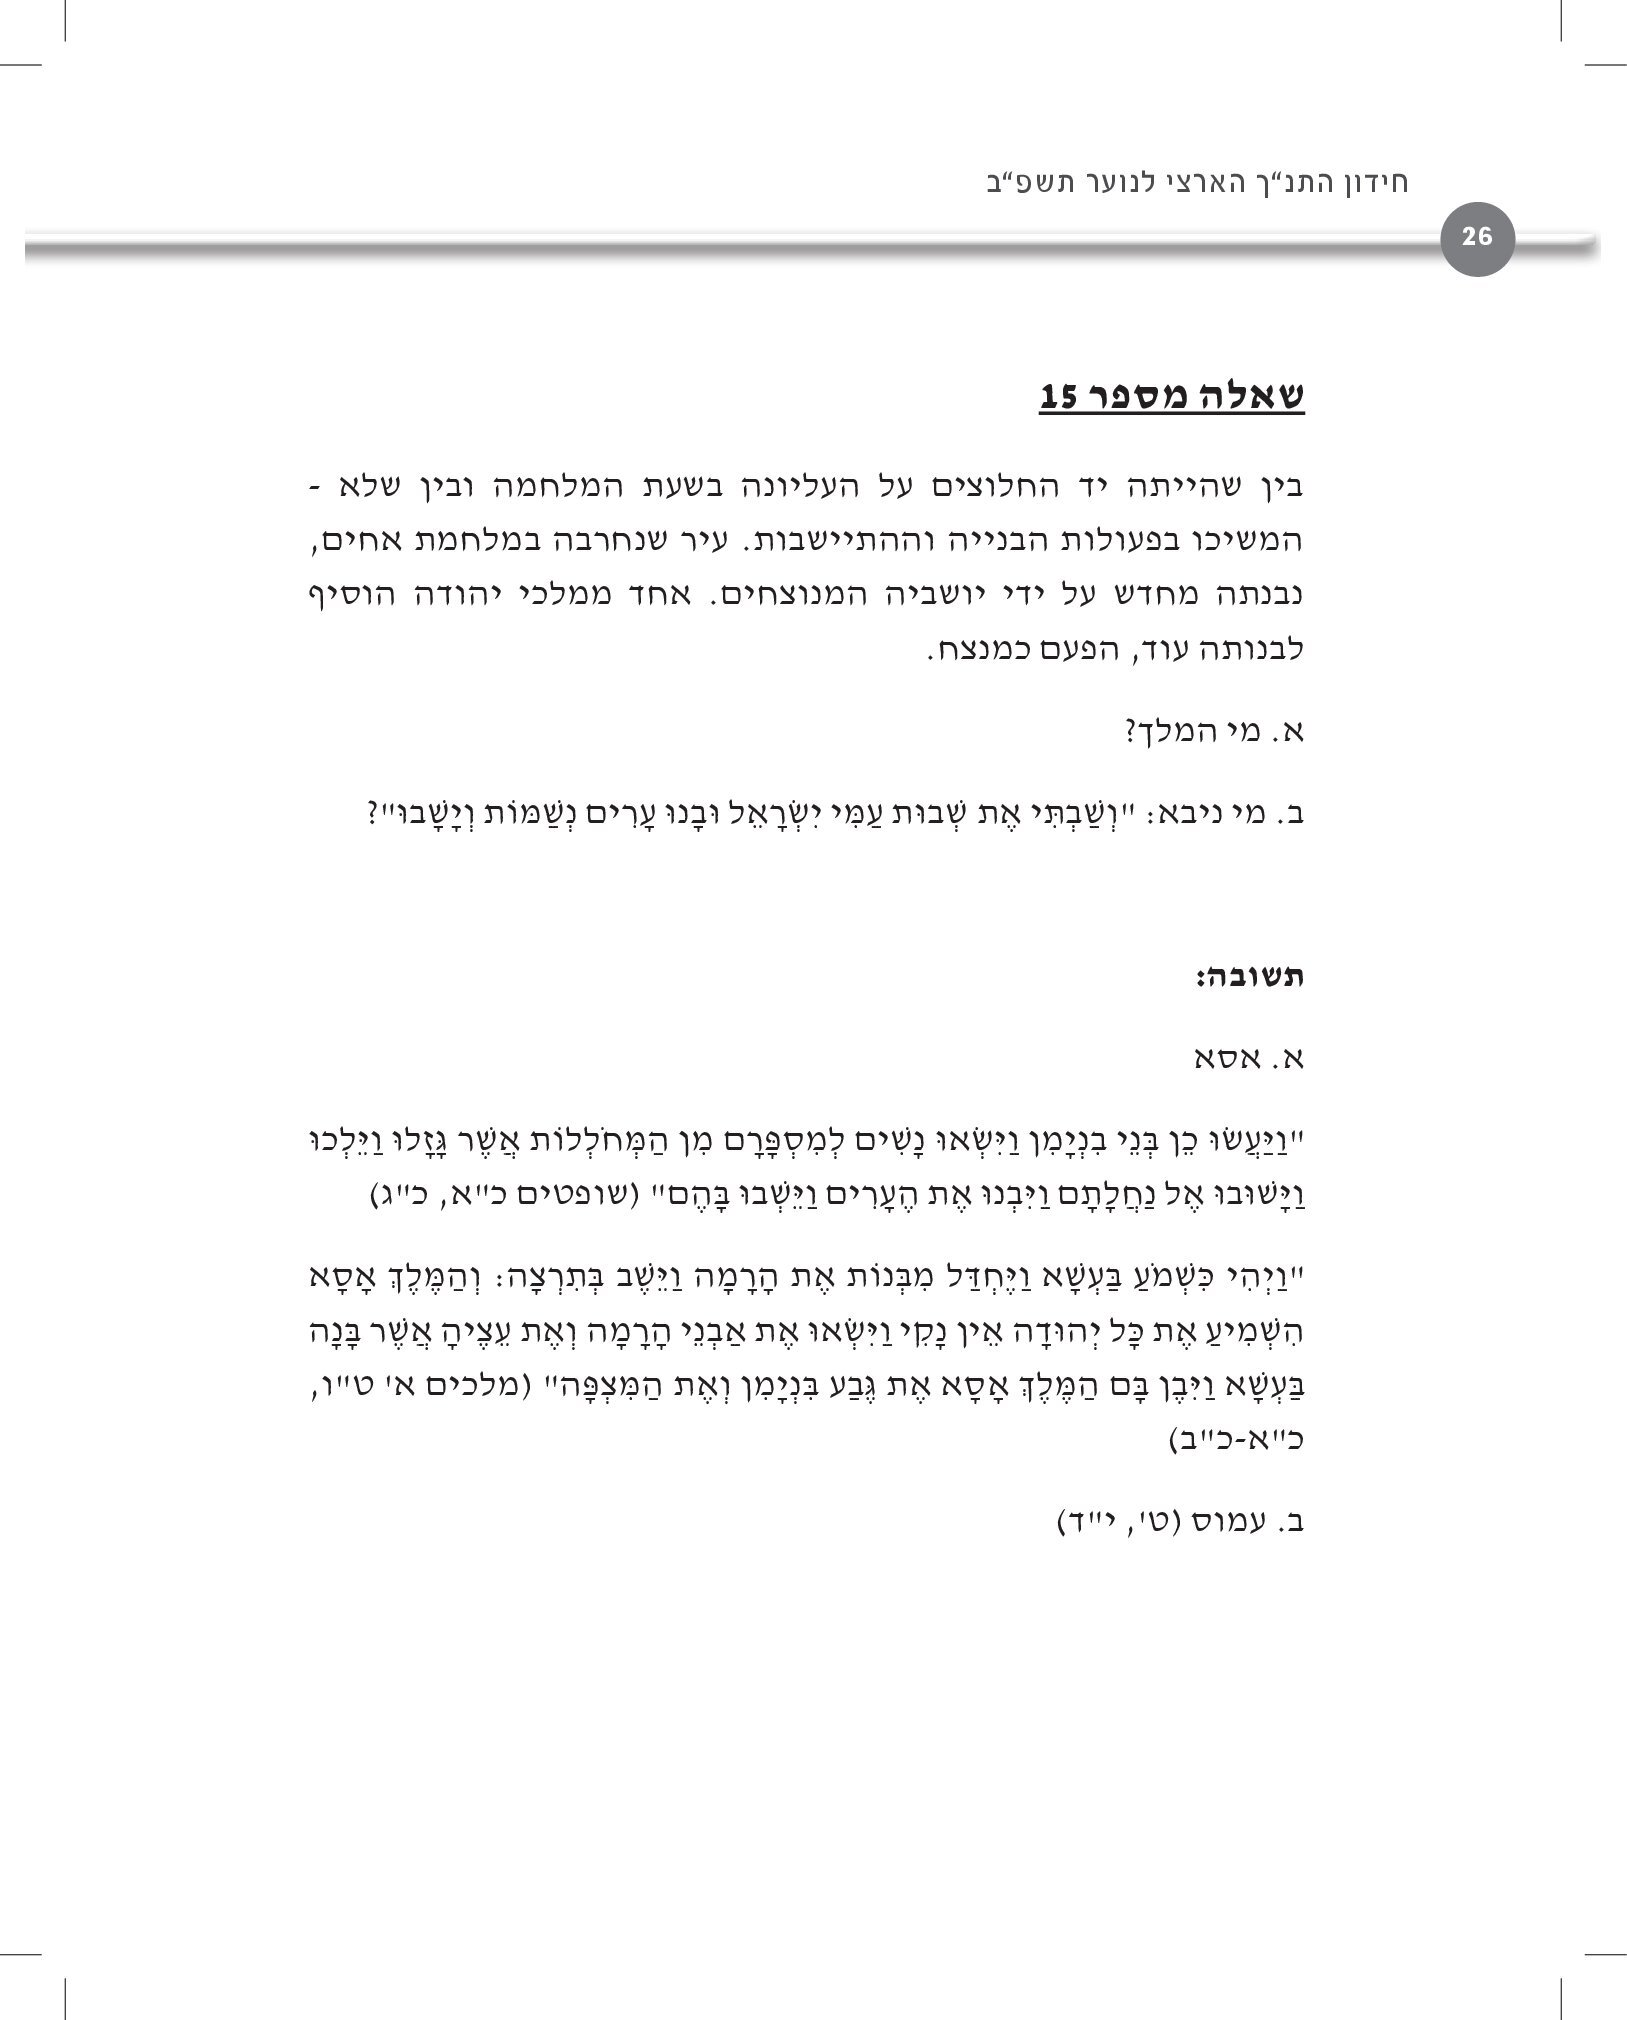 חידון התנ“ך הארצי לנוער תשפ“ב
26
שאלה מספר 15
בין שהייתה יד החלוצים על העליונה בשעת המלחמה ובין שלא -
המשיכו בפעולות הבנייה וההתיישבות. עיר שנחרבה במלחמת אחים,
נבנתה מחדש על ידי יושביה המנוצחים. אחד ממלכי יהודה הוסיף
לבנותה עוד, הפעם כמנצח.
א. מי המלך?
ב. מי ניבא: "וְשַׁבְתִּי אֶת שְׁבוּת עַמִּי יִשְׂרָאֵל וּבָנוּ עָרִים נְשַׁמּוֹת וְיָשָׁבוּ"?
תשובה:
א. אסא
"וַיַּעֲשׂוּ כֵן בְּנֵי בִנְיָמִן וַיִּשְׂאוּ נָשִׁים לְמִסְפָּרָם מִן הַמְּחֹלְלוֹת אֲשֶׁר גָּזָלוּ וַיֵּלְכוּ
וַיָּשׁוּבוּ אֶל נַחֲלָתָם וַיִּבְנוּ אֶת הֶעָרִים וַיֵּשְׁבוּ בָּהֶם" (שופטים כ"א, כ"ג)
"וַיְהִי כִּשְׁמֹעַ בַּעְשָׁא וַיֶּחְדַּל מִבְּנוֹת אֶת הָרָמָה וַיֵּשֶׁב בְּתִרְצָה: וְהַמֶּלֶךְ אָסָא
הִשְׁמִיעַ אֶת כָּל יְהוּדָה אֵין נָקִי וַיִּשְׂאוּ אֶת אַבְנֵי הָרָמָה וְאֶת עֵצֶיהָ אֲשֶׁר בָּנָה
בַּעְשָׁא וַיִּבֶן בָּם הַמֶּלֶךְ אָסָא אֶת גֶּבַע בִּנְיָמִן וְאֶת הַמִּצְפָּה" (מלכים א' ט"ו,
כ"א-כ"ב)
ב. עמוס (ט', י"ד)